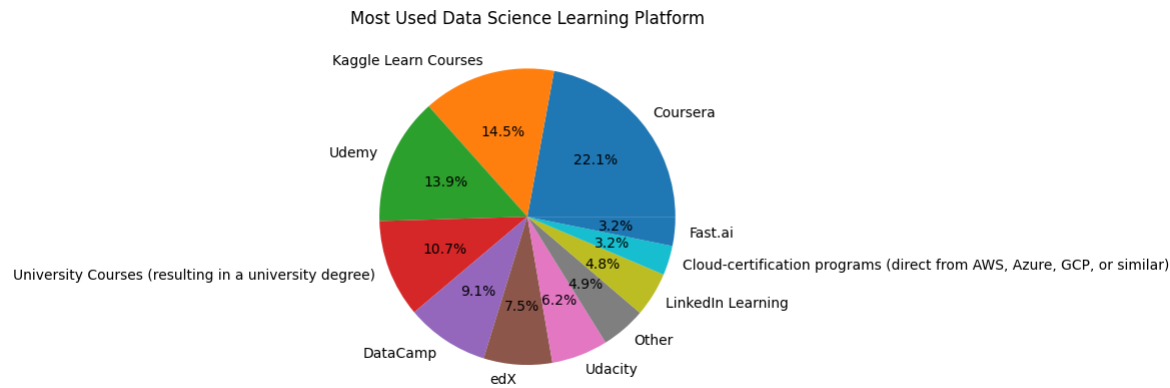 Most Used Data Science Learning Platform
Kaggle Learn Courses
Coursera
14.5%
22.1%
Udemy
13.9%
3.2%
Fast.ai
3.2%
10.7%
4.8%
Cloud-certification programs (direct from AWS, Azure, GCP, or similar)
University Courses (resulting in a university degree)
9.1%
4.9%
7.5%
6.2%
LinkedIn Learning
Other
DataCamp
Udacity
edX